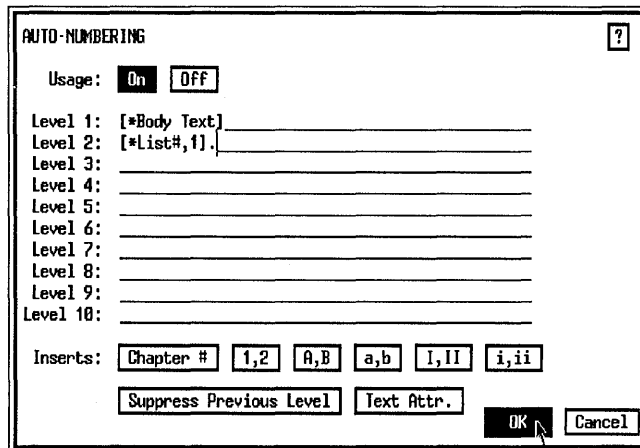 AUTO-NUMBERING ?
Usage: On Off
Level 1: [*Body Text]
Level 2: [*List#,1].
Level 3:
Level 4:
Level 5:
Level 6:
Level 7:
Level 8:
Level 9:
Level 10:
Inserts: Chapter # 1,2 A,B a,b I,II i,ii
Suppress Previous Level Text Attr.
OK Cancel